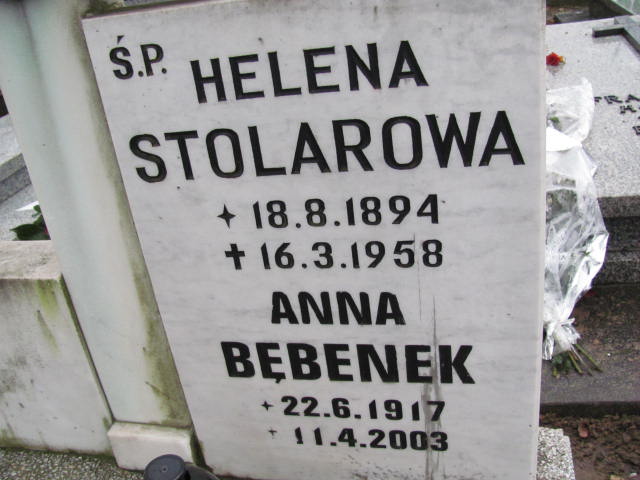 Ś.P. HELENA
STOLAROWA
✦ 18.8.1894
✝ 16.3.1958
ANNA
BĘBENEK
✦ 22.6.1917
✝ 11.4.2003